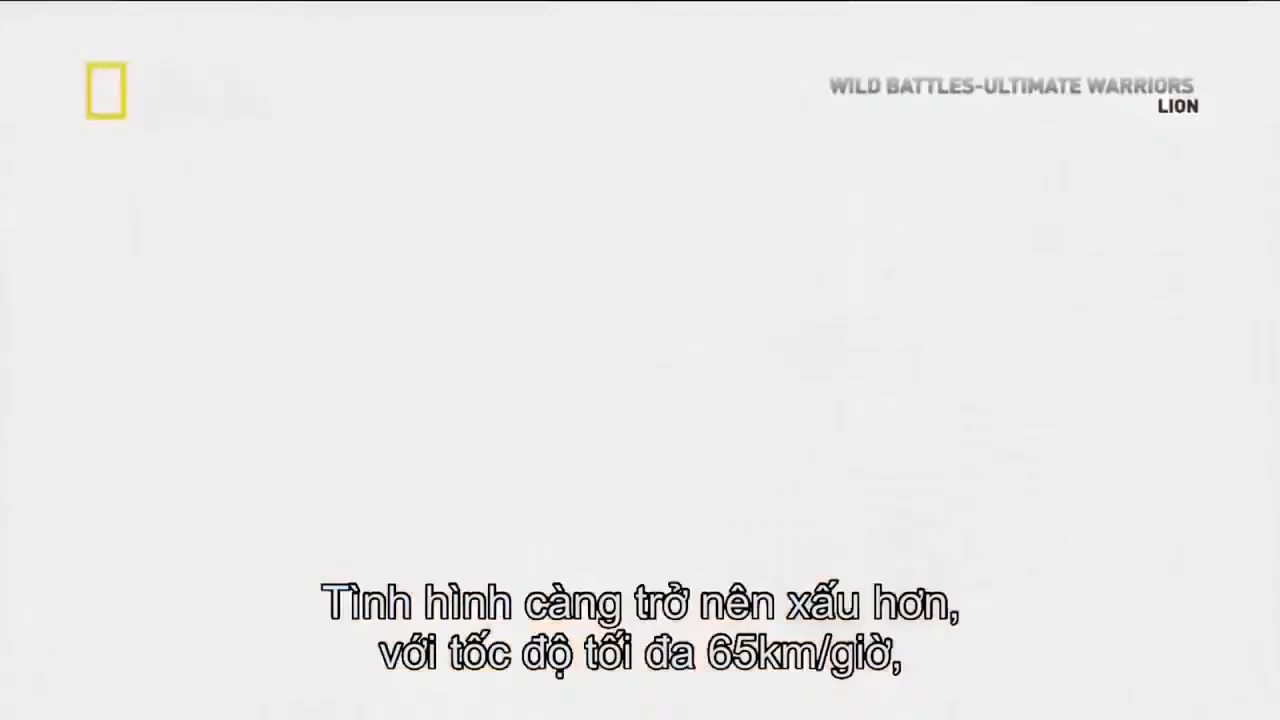 WILD BATTLES-ULTIMATE WARRIORS
LION
Tình hình càng trở nên xấu hơn,
với tốc độ tối đa 65km/giờ,